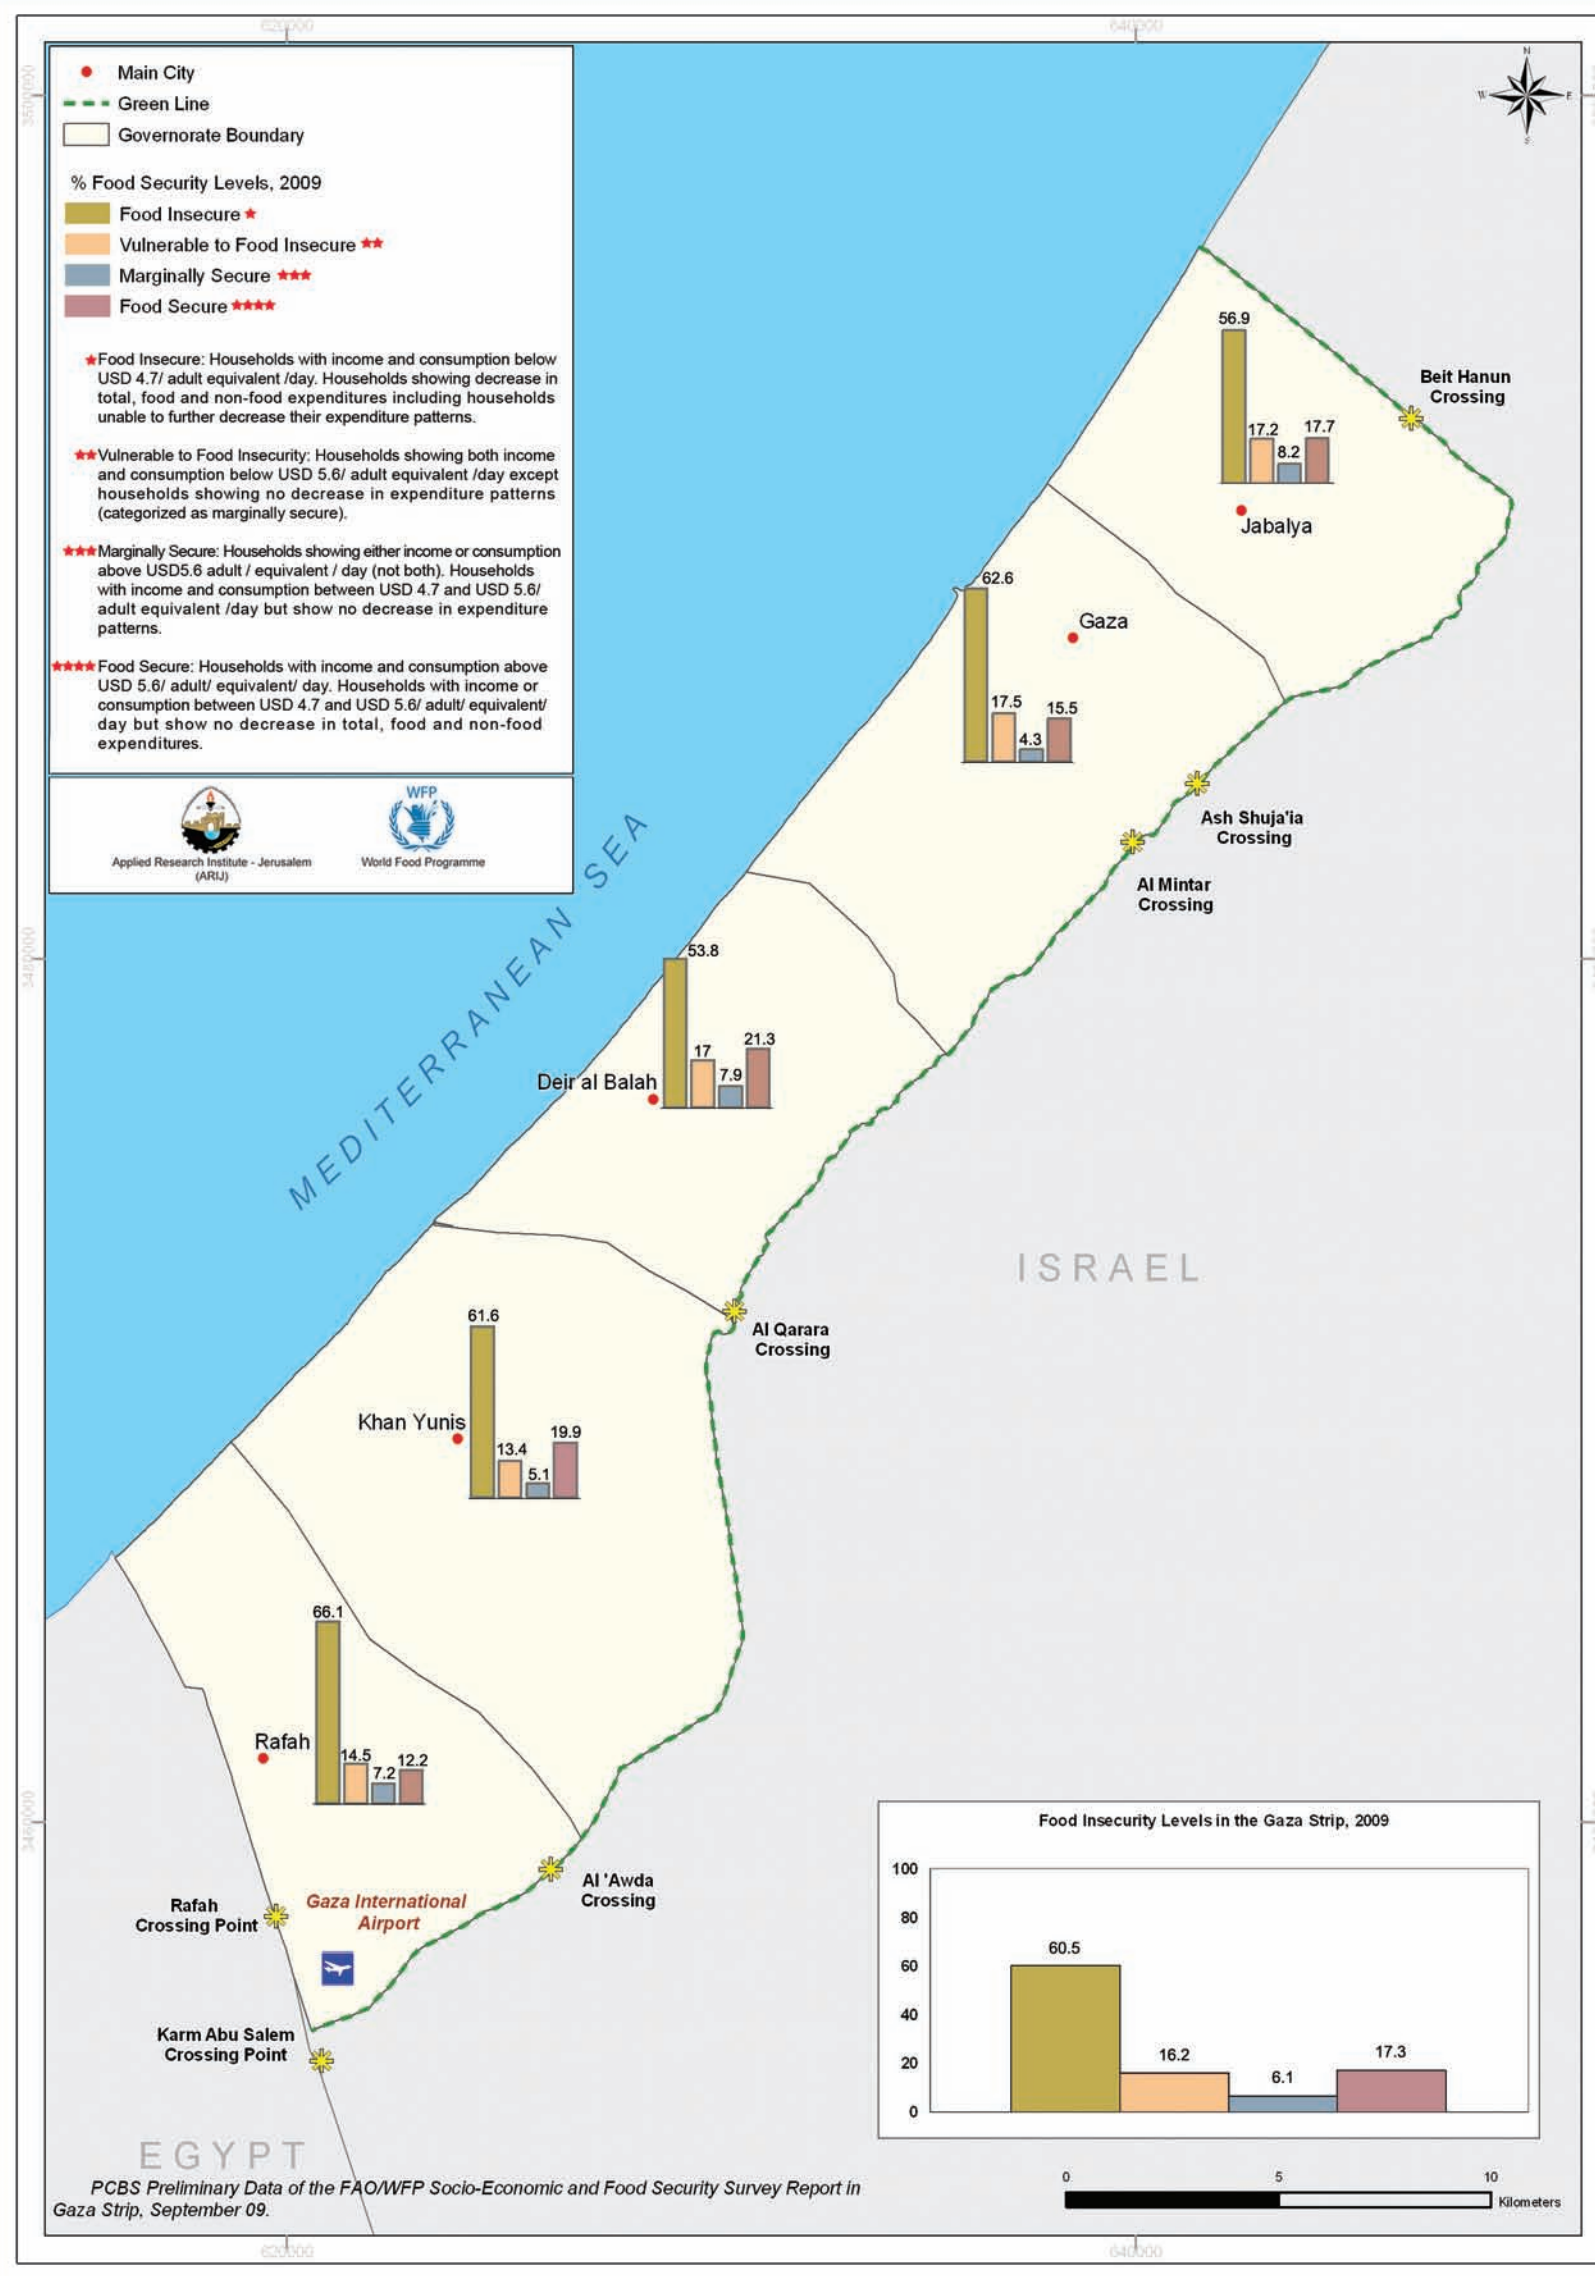 620000
640000
3500000
Main City
Green Line
Governorate Boundary
% Food Security Levels, 2009
Food Insecure
Vulnerable to Food Insecure
Marginally Secure
Food Secure
Food Insecure: Households with income and consumption below
USD 4.7/ adult equivalent /day. Households showing decrease in
total, food and non-food expenditures including households
unable to further decrease their expenditure patterns.
Vulnerable to Food Insecurity: Households showing both income
and consumption below USD 5.6/ adult equivalent /day except
households showing no decrease in expenditure patterns
(categorized as marginally secure).
Marginally Secure: Households showing either income or consumption
above USD5.6 adult / equivalent / day (not both). Households
with income and consumption between USD 4.7 and USD 5.6/
adult equivalent /day but show no decrease in expenditure
patterns.
Food Secure: Households with income and consumption above
USD 5.6/ adult/ equivalent/ day. Households with income or
consumption between USD 4.7 and USD 5.6/ adult/ equivalent/
day but show no decrease in total, food and non-food
expenditures.
WFP
Applied Research Institute - Jerusalem
(ARIJ)
World Food Programme
N
W
E
S
56.9
17.2
8.2
17.7
Jabalya
Beit Hanun
Crossing
62.6
17.5
4.3
15.5
Gaza
Ash Shuja'ia
Crossing
Al Mintar
Crossing
MEDITERRANEAN SEA
3480000
53.8
17
7.9
21.3
Deir al Balah
ISRAEL
Al Qarara
Crossing
61.6
13.4
5.1
19.9
Khan Yunis
66.1
14.5
7.2
12.2
Rafah
3460000
Al 'Awda
Crossing
Rafah
Crossing Point
Gaza International
Airport
Karm Abu Salem
Crossing Point
Food Insecurity Levels in the Gaza Strip, 2009
100
80
60
40
20
0
60.5
16.2
6.1
17.3
EGYPT
PCBS Preliminary Data of the FAO/WFP Socio-Economic and Food Security Survey Report in
Gaza Strip, September 09.
0
5
10
Kilometers
620000
640000